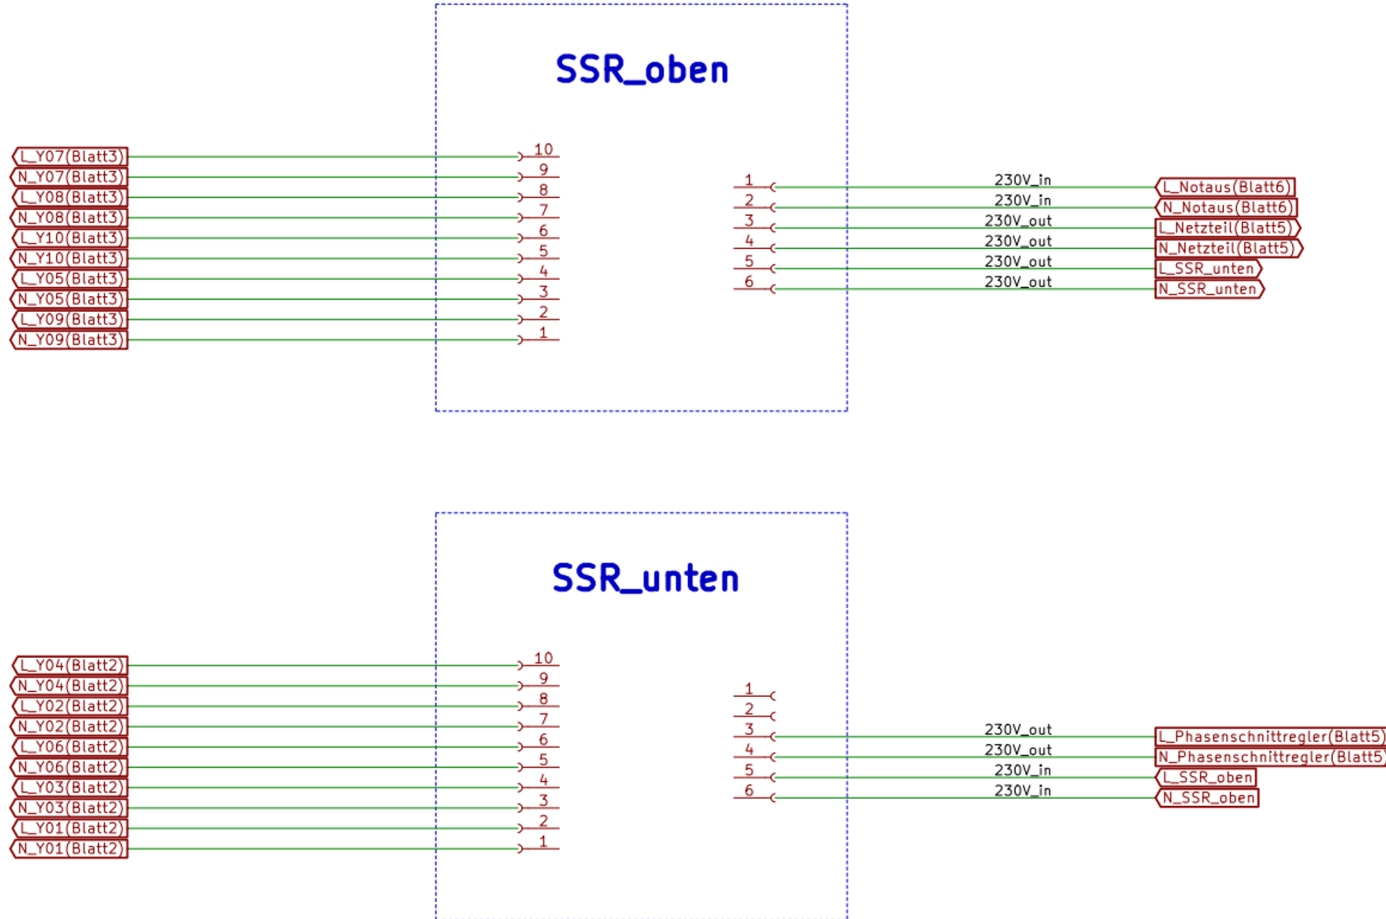 SSR_oben
L_Y07(Blatt3) 10
N_Y07(Blatt3) 9
L_Y08(Blatt3) 8
N_Y08(Blatt3) 7
L_Y10(Blatt3) 6
N_Y10(Blatt3) 5
L_Y05(Blatt3) 4
N_Y05(Blatt3) 3
L_Y09(Blatt3) 2
N_Y09(Blatt3) 1
1 230V_in L_Notaus(Blatt6)
2 230V_in N_Notaus(Blatt6)
3 230V_out L_Netzteil(Blatt5)
4 230V_out N_Netzteil(Blatt5)
5 230V_out L_SSR_unten
6 230V_out N_SSR_unten
SSR_unten
L_Y04(Blatt2) 10
N_Y04(Blatt2) 9
L_Y02(Blatt2) 8
N_Y02(Blatt2) 7
L_Y06(Blatt2) 6
N_Y06(Blatt2) 5
L_Y03(Blatt2) 4
N_Y03(Blatt2) 3
L_Y01(Blatt2) 2
N_Y01(Blatt2) 1
1
2
3 230V_out L_Phasenschnittregler(Blatt5)
4 230V_out N_Phasenschnittregler(Blatt5)
5 230V_in L_SSR_oben
6 230V_in N_SSR_oben